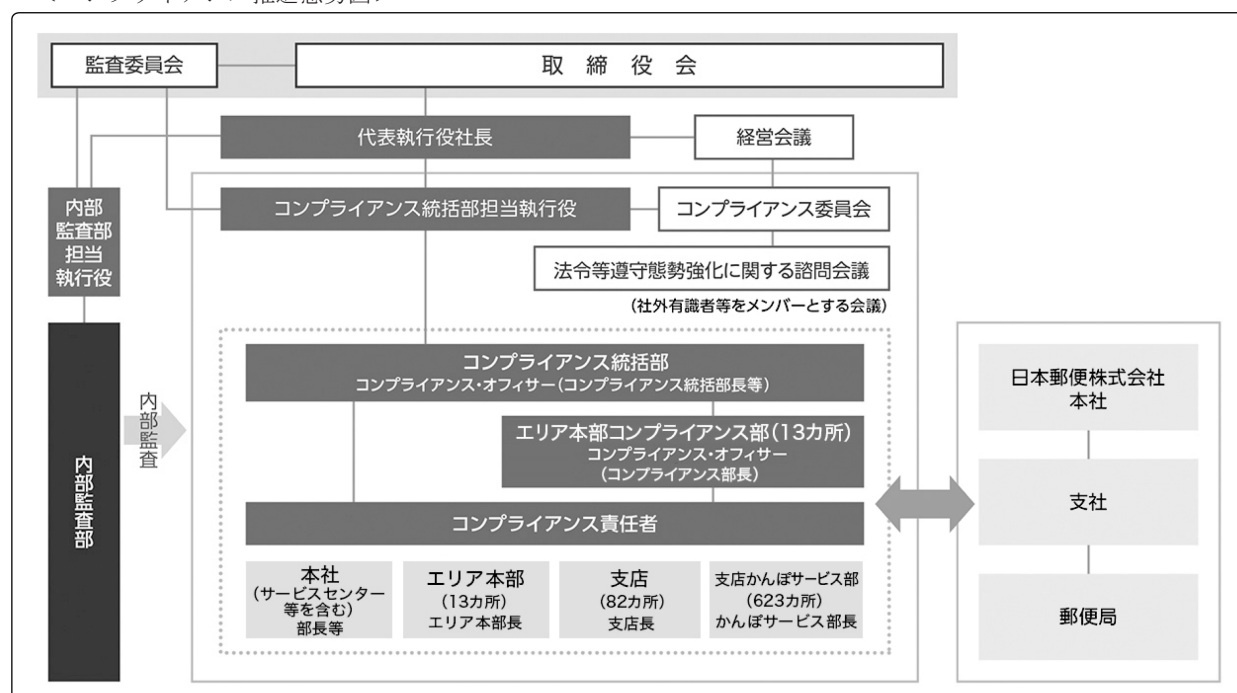 監査委員会
取締役会
代表執行役社長
経営会議
内部
監査部
担当
執行役
コンプライアンス統括部担当執行役
コンプライアンス委員会
法令等遵守態勢強化に関する諮問会議
(社外有識者等をメンバーとする会議)
内部監査部
内部監査
コンプライアンス統括部
コンプライアンス・オフィサー(コンプライアンス統括部長等)
エリア本部コンプライアンス部(13カ所)
コンプライアンス・オフィサー
(コンプライアンス部長)
コンプライアンス責任者
本社
(サービスセンター
等を含む)
部長等
エリア本部
(13カ所)
エリア本部長
支店
(82カ所)
支店長
支店かんぽサービス部
(623カ所)
かんぽサービス部長
日本郵便株式会社
本社
支社
郵便局